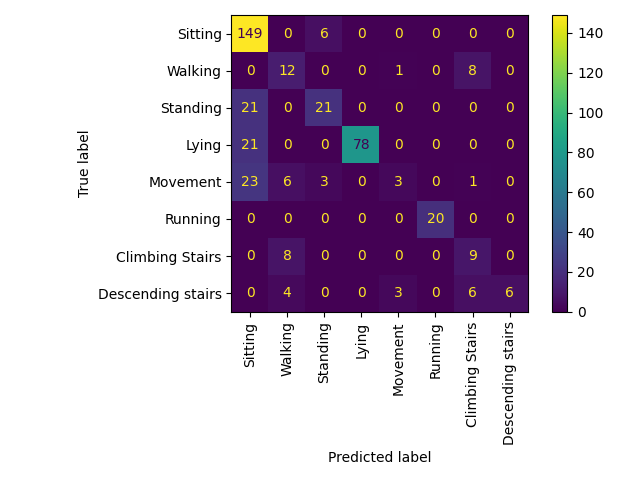 Sitting 149 0 6 0 0 0 0 0
Walking 0 12 0 0 1 0 8 0
Standing 21 0 21 0 0 0 0 0
Lying 21 0 0 78 0 0 0 0
Movement 23 6 3 0 3 0 1 0
Running 0 0 0 0 0 20 0 0
Climbing Stairs 0 8 0 0 0 0 9 0
Descending stairs 0 4 0 0 3 0 6 6
True label
Sitting
Walking
Standing
Lying
Movement
Running
Climbing Stairs
Descending stairs
Predicted label
140
120
100
80
60
40
20
0